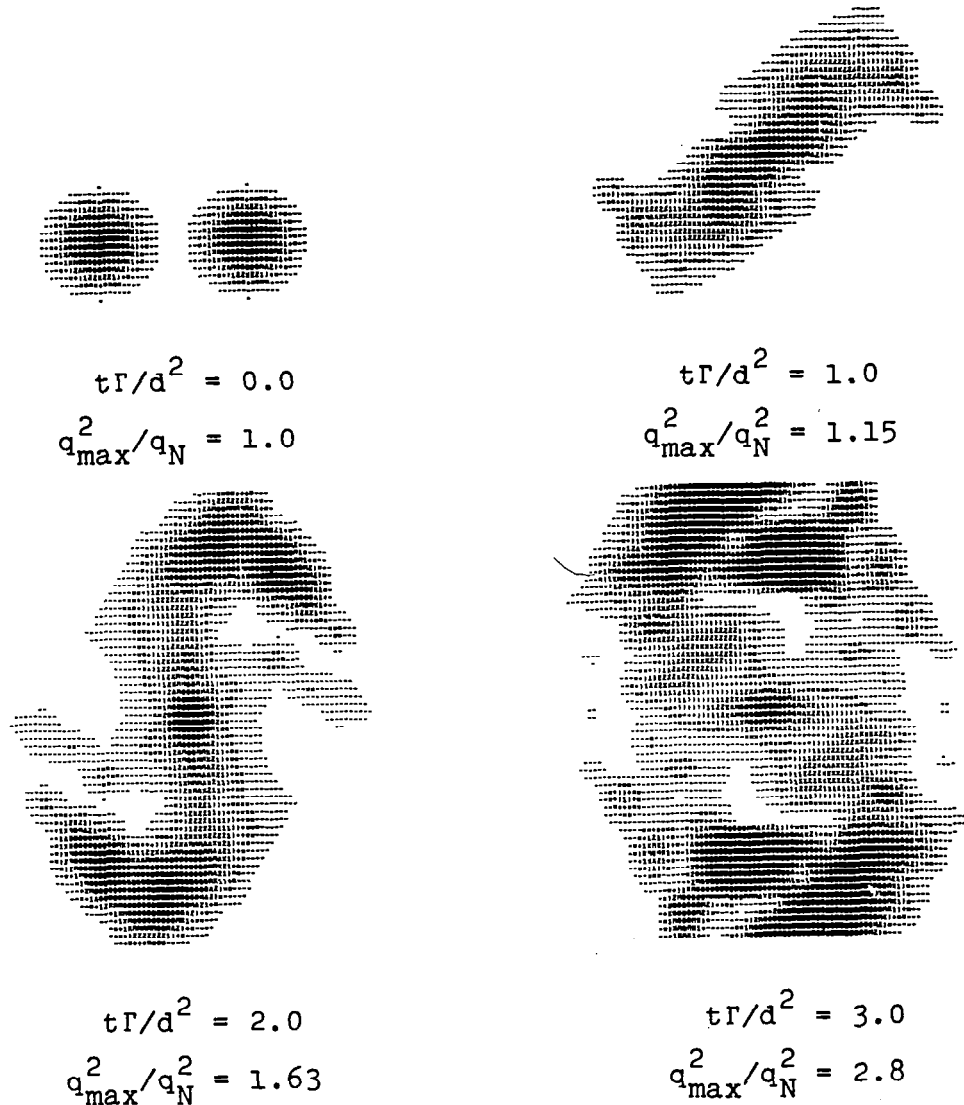 tΓ/d² = 0.0
q²max/qN = 1.0
tΓ/d² = 1.0
q²max/q²N = 1.15
tΓ/d² = 2.0
q²max/q²N = 1.63
tΓ/d² = 3.0
q²max/q²N = 2.8